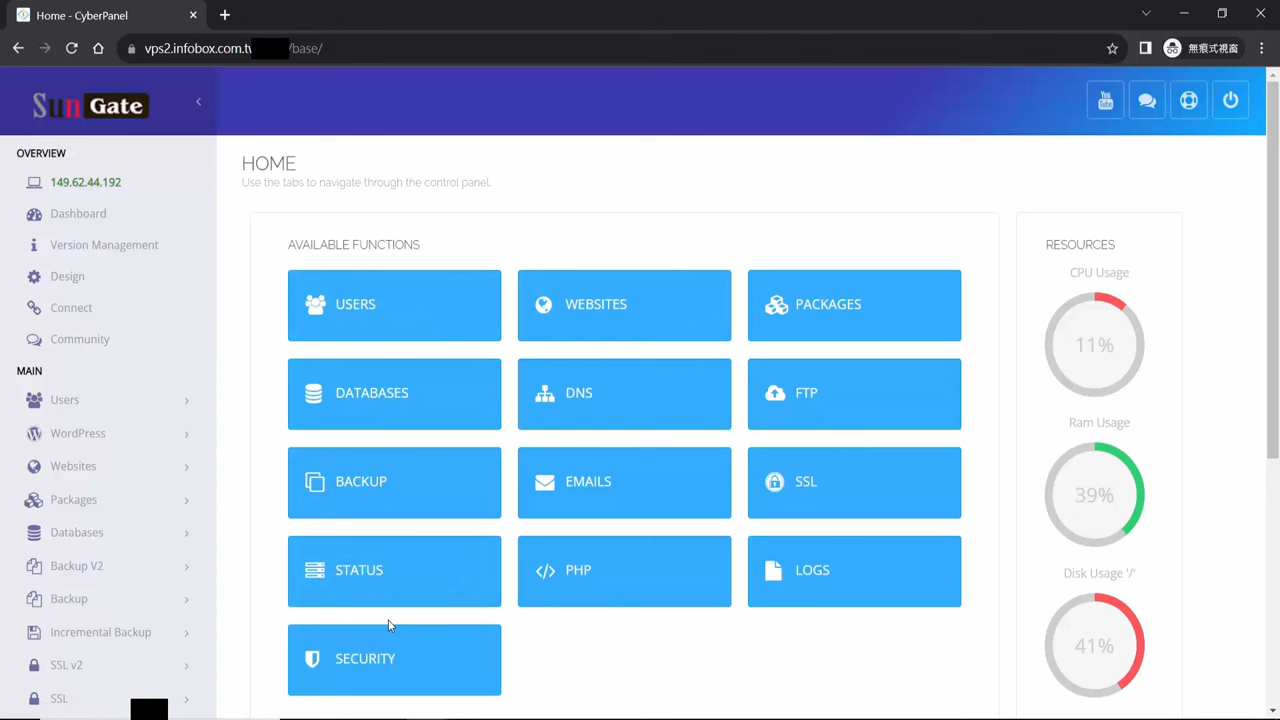 Home - CyberPanel
vps2.infobox.com.tw
/base/
無痕式視窗
Sun Gate
OVERVIEW
149.62.44.192
Dashboard
Version Management
Design
Connect
Community
MAIN
Users
WordPress
Websites
Packages
Databases
Backup V2
Backup
Incremental Backup
SSL v2
SSL
You Tube
HOME
Use the tabs to navigate through the control panel.
AVAILABLE FUNCTIONS
USERS
WEBSITES
PACKAGES
DATABASES
DNS
FTP
BACKUP
EMAILS
SSL
STATUS
PHP
LOGS
SECURITY
RESOURCES
CPU Usage
11%
Ram Usage
39%
Disk Usage '/'
41%